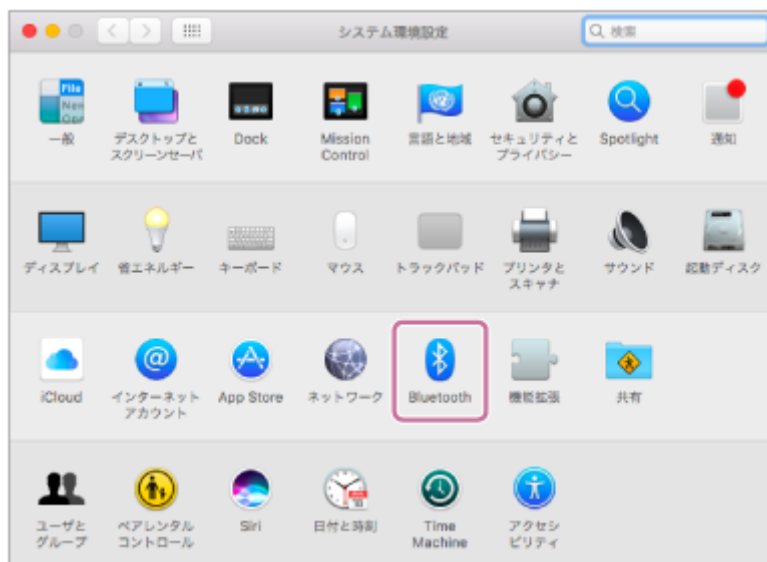 システム環境設定
検索
File
New
Ope
一般
デスクトップと
スクリーンセーバ
Dock
Mission
Control
言語と地域
セキュリティと
プライバシー
Spotlight
通知
ディスプレイ
省エネルギー
キーボード
マウス
トラックパッド
プリンタと
スキャナ
サウンド
起動ディスク
iCloud
インターネット
アカウント
App Store
ネットワーク
Bluetooth
機能拡張
共有
ユーザと
グループ
ペアレンタル
コントロール
Siri
日付と時刻
Time
Machine
アクセシ
ビリティ